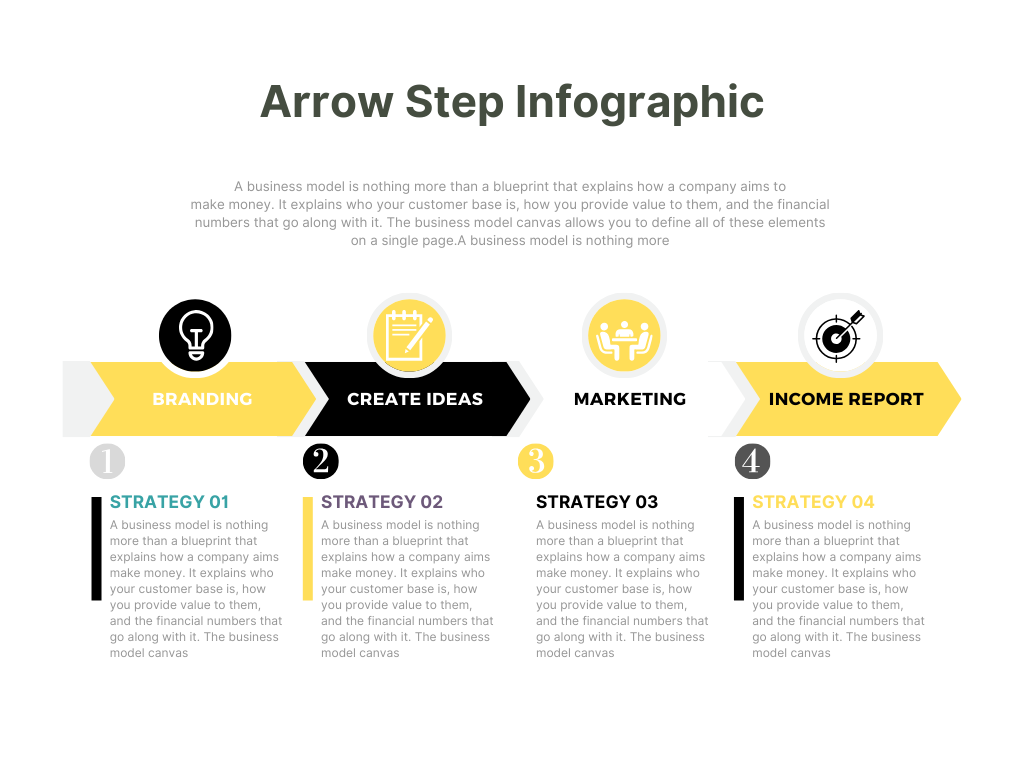 Arrow Step Infographic
A business model is nothing more than a blueprint that explains how a company aims to
make money. It explains who your customer base is, how you provide value to them, and the financial
numbers that go along with it. The business model canvas allows you to define all of these elements
on a single page.A business model is nothing more
BRANDING
CREATE IDEAS
MARKETING
INCOME REPORT
1
2
3
4
STRATEGY 01
A business model is nothing
more than a blueprint that
explains how a company aims
make money. It explains who
your customer base is, how
you provide value to them,
and the financial numbers that
go along with it. The business
model canvas
STRATEGY 02
A business model is nothing
more than a blueprint that
explains how a company aims
make money. It explains who
your customer base is, how
you provide value to them,
and the financial numbers that
go along with it. The business
model canvas
STRATEGY 03
A business model is nothing
more than a blueprint that
explains how a company aims
make money. It explains who
your customer base is, how
you provide value to them,
and the financial numbers that
go along with it. The business
model canvas
STRATEGY 04
A business model is nothing
more than a blueprint that
explains how a company aims
make money. It explains who
your customer base is, how
you provide value to them,
and the financial numbers that
go along with it. The business
model canvas